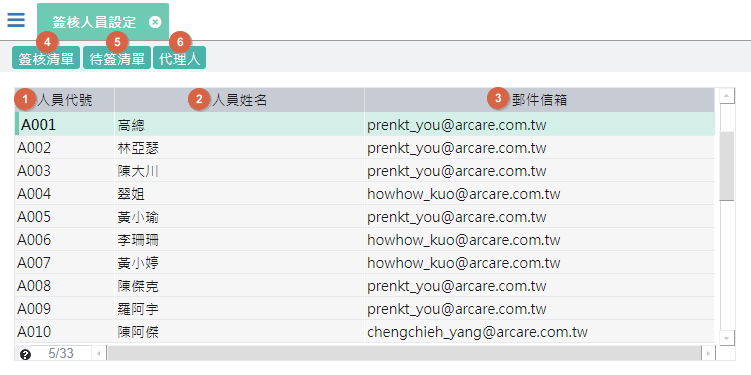 簽核人員設定
4 5 6
簽核清單 待簽清單 代理人
1 人員代號 2 人員姓名 3 郵件信箱
A001 高總 prenkt_you@arcare.com.tw
A002 林亞瑟 prenkt_you@arcare.com.tw
A003 陳大川 prenkt_you@arcare.com.tw
A004 翠姐 howhow_kuo@arcare.com.tw
A005 黃小瑜 prenkt_you@arcare.com.tw
A006 李珊珊 howhow_kuo@arcare.com.tw
A007 黃小婷 howhow_kuo@arcare.com.tw
A008 陳傑克 prenkt_you@arcare.com.tw
A009 羅阿宇 prenkt_you@arcare.com.tw
A010 陳阿傑 chengchieh_yang@arcare.com.tw
? 5/33